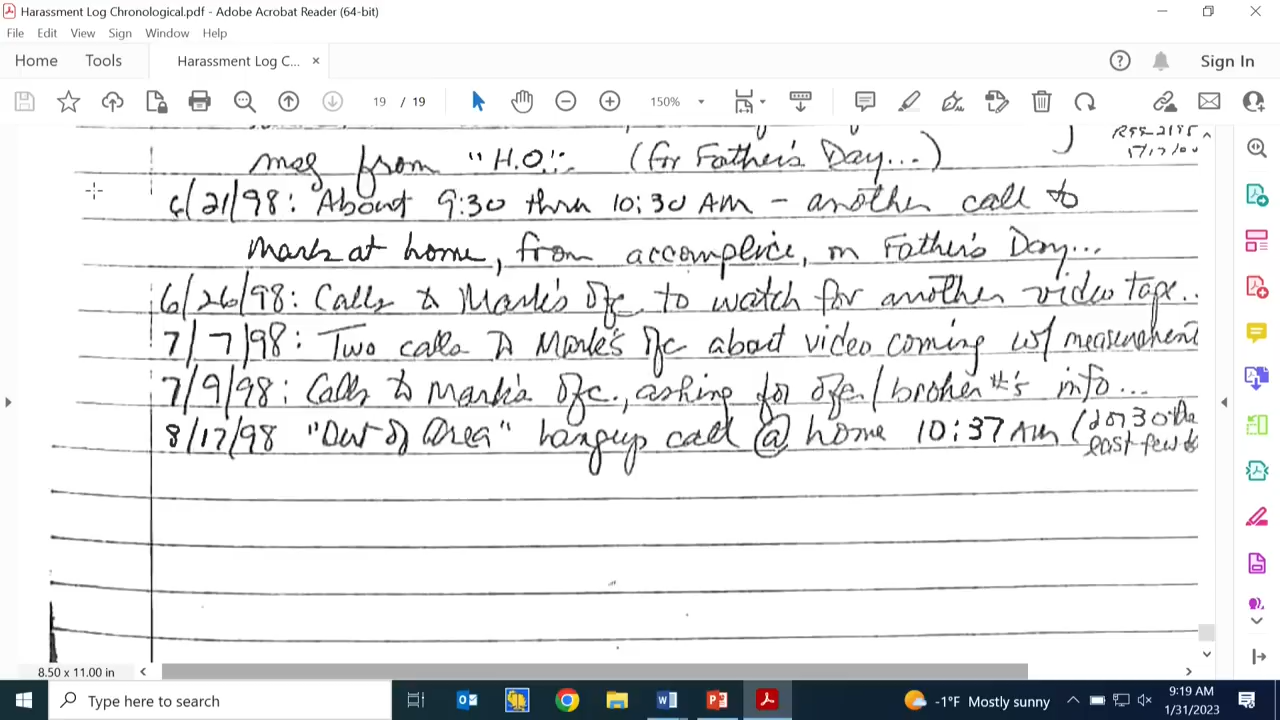 Harassment Log Chronological.pdf - Adobe Acrobat Reader (64-bit)
File Edit View Sign Window Help
Home Tools Harassment Log C... × Sign In
19 / 19 150%
msg from "H.O."... (for Father's Day...)
6/21/98: About 9:30 thru 10:30 AM - another call to
Mark at home, from accomplice, on Father's Day...
6/26/98: Calls to Mark's ofc to watch for another video tape..
7/7/98: Two calls to Mark's ofc about video coming w/ measurement
7/9/98: Calls to Mark's ofc., asking for ofc/broker #'s info...
8/17/98 "Out of Area" hangup call @ home 10:37 AM (2 or 3 o'the
past few
8.50 x 11.00 in
Type here to search
-1°F Mostly sunny
9:19 AM
1/31/2023